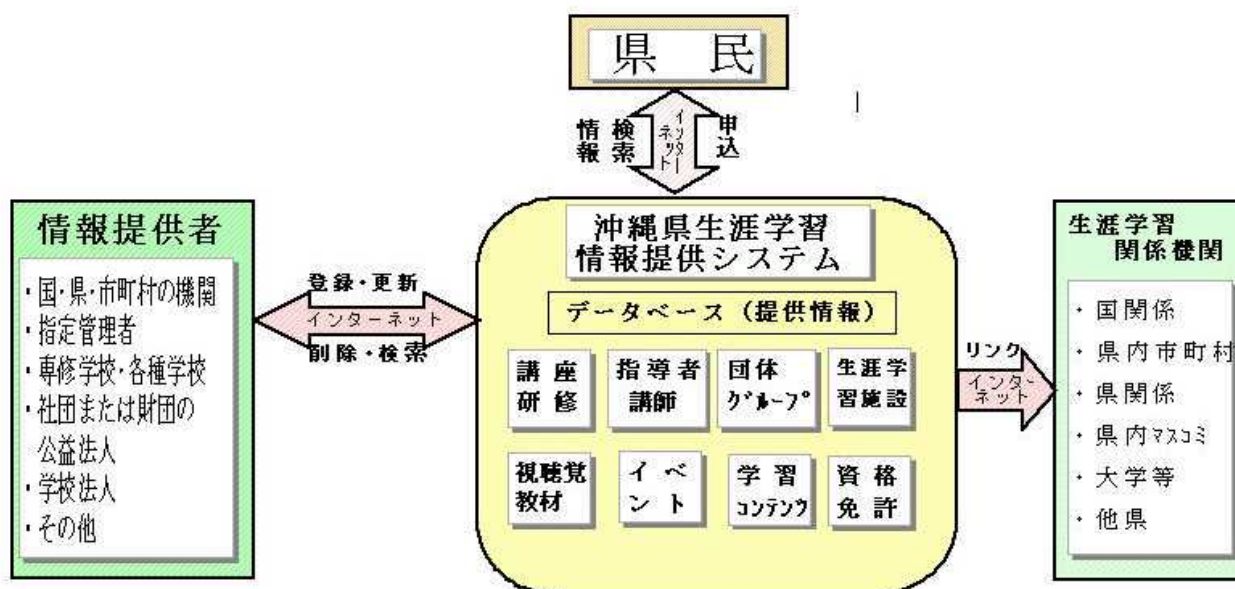 県 民
情報
検索
インターネット
申込
情報提供者
・国・県・市町村の機関
・指定管理者
・専修学校・各種学校
・社団または財団の
公益法人
・学校法人
・その他
登録・更新
インターネット
削除・検索
沖縄県生涯学習
情報提供システム
データベース（提供情報）
講 座
研 修
指導者
講師
団体
ｸﾞﾙｰﾌﾟ
生涯学
習施設
視聴覚
教材
イ ベ
ン ト
学 習
ｺﾝﾃﾝﾂ
資 格
免 許
リンク
インター
ネット
生涯学習
関係機関
・国関係
・県内市町村
・県関係
・県内ﾏｽｺﾐ
・大学等
・他県